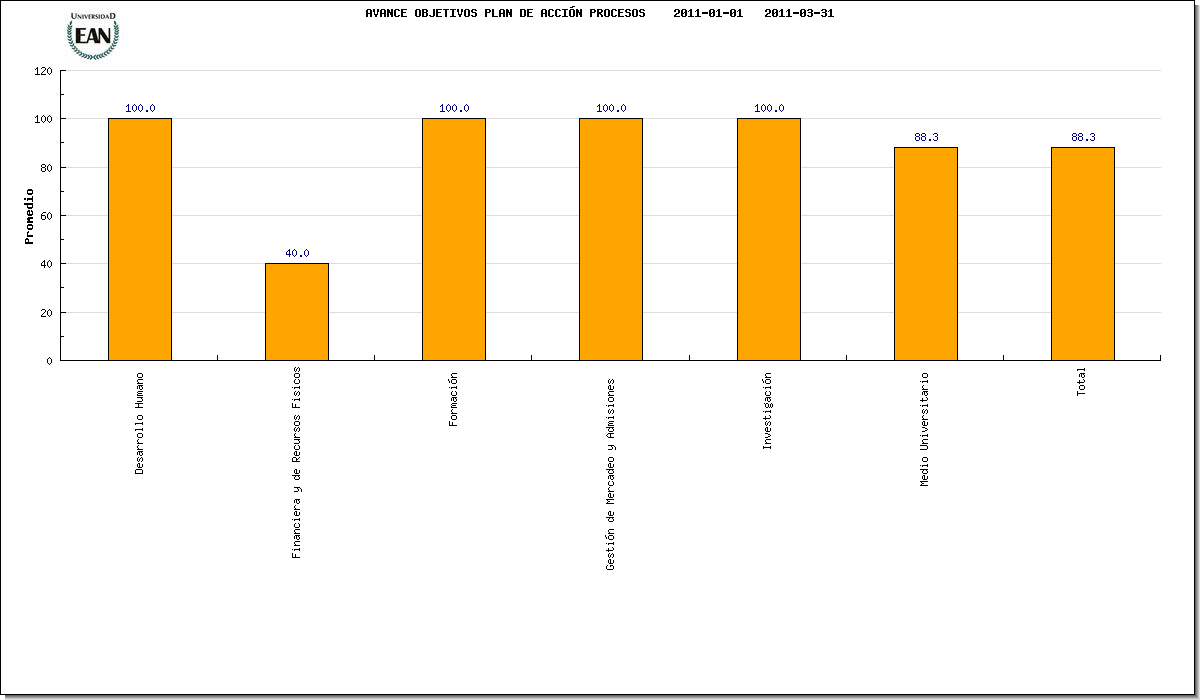 UNIVERSIDAD
EAN
AVANCE OBJETIVOS PLAN DE ACCIÓN PROCESOS 2011-01-01 2011-03-31
Promedio
120
100
80
60
40
20
0
100.0
40.0
100.0
100.0
100.0
88.3
88.3
Desarrollo Humano
Financiera y de Recursos Físicos
Formación
Gestión de Mercadeo y Admisiones
Investigación
Medio Universitario
Total